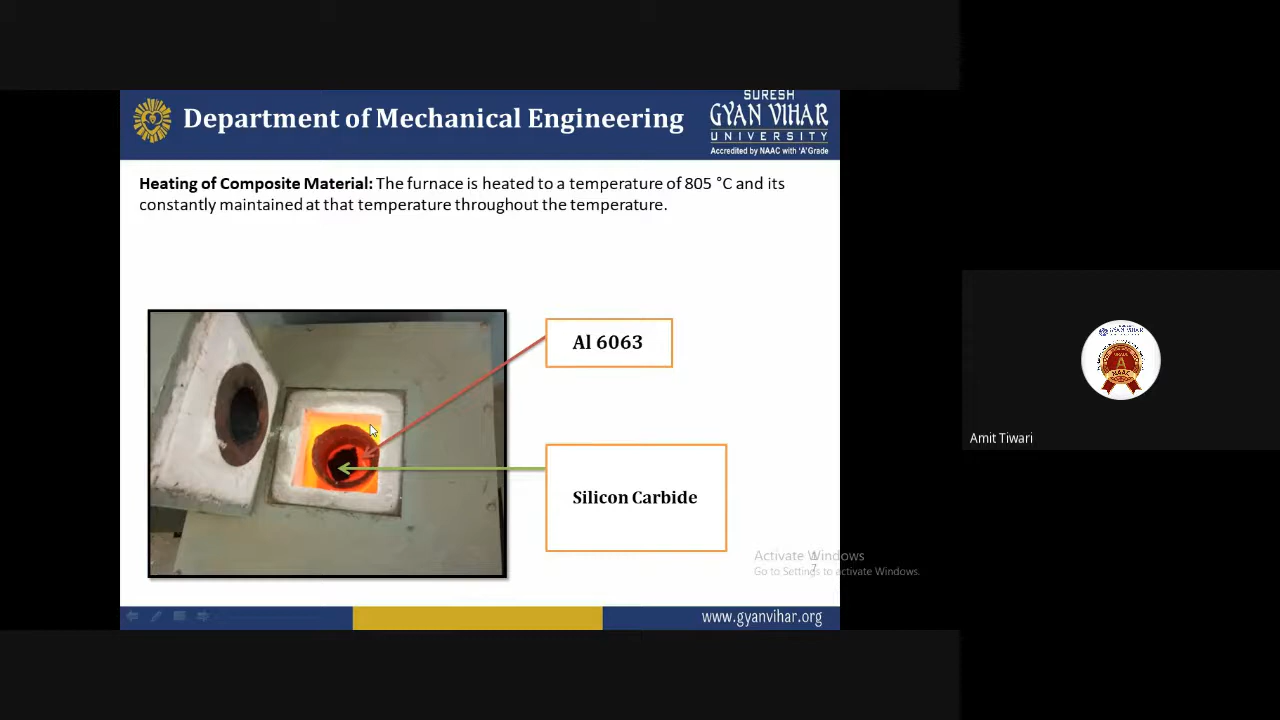 Department of Mechanical Engineering
SURESH
GYAN VIHAR
UNIVERSITY
Accredited by NAAC with 'A' Grade
Heating of Composite Material: The furnace is heated to a temperature of 805 °C and its
constantly maintained at that temperature throughout the temperature.
Al 6063
Silicon Carbide
Amit Tiwari
Activate Windows
Go to Settings to activate Windows.
www.gyanvihar.org